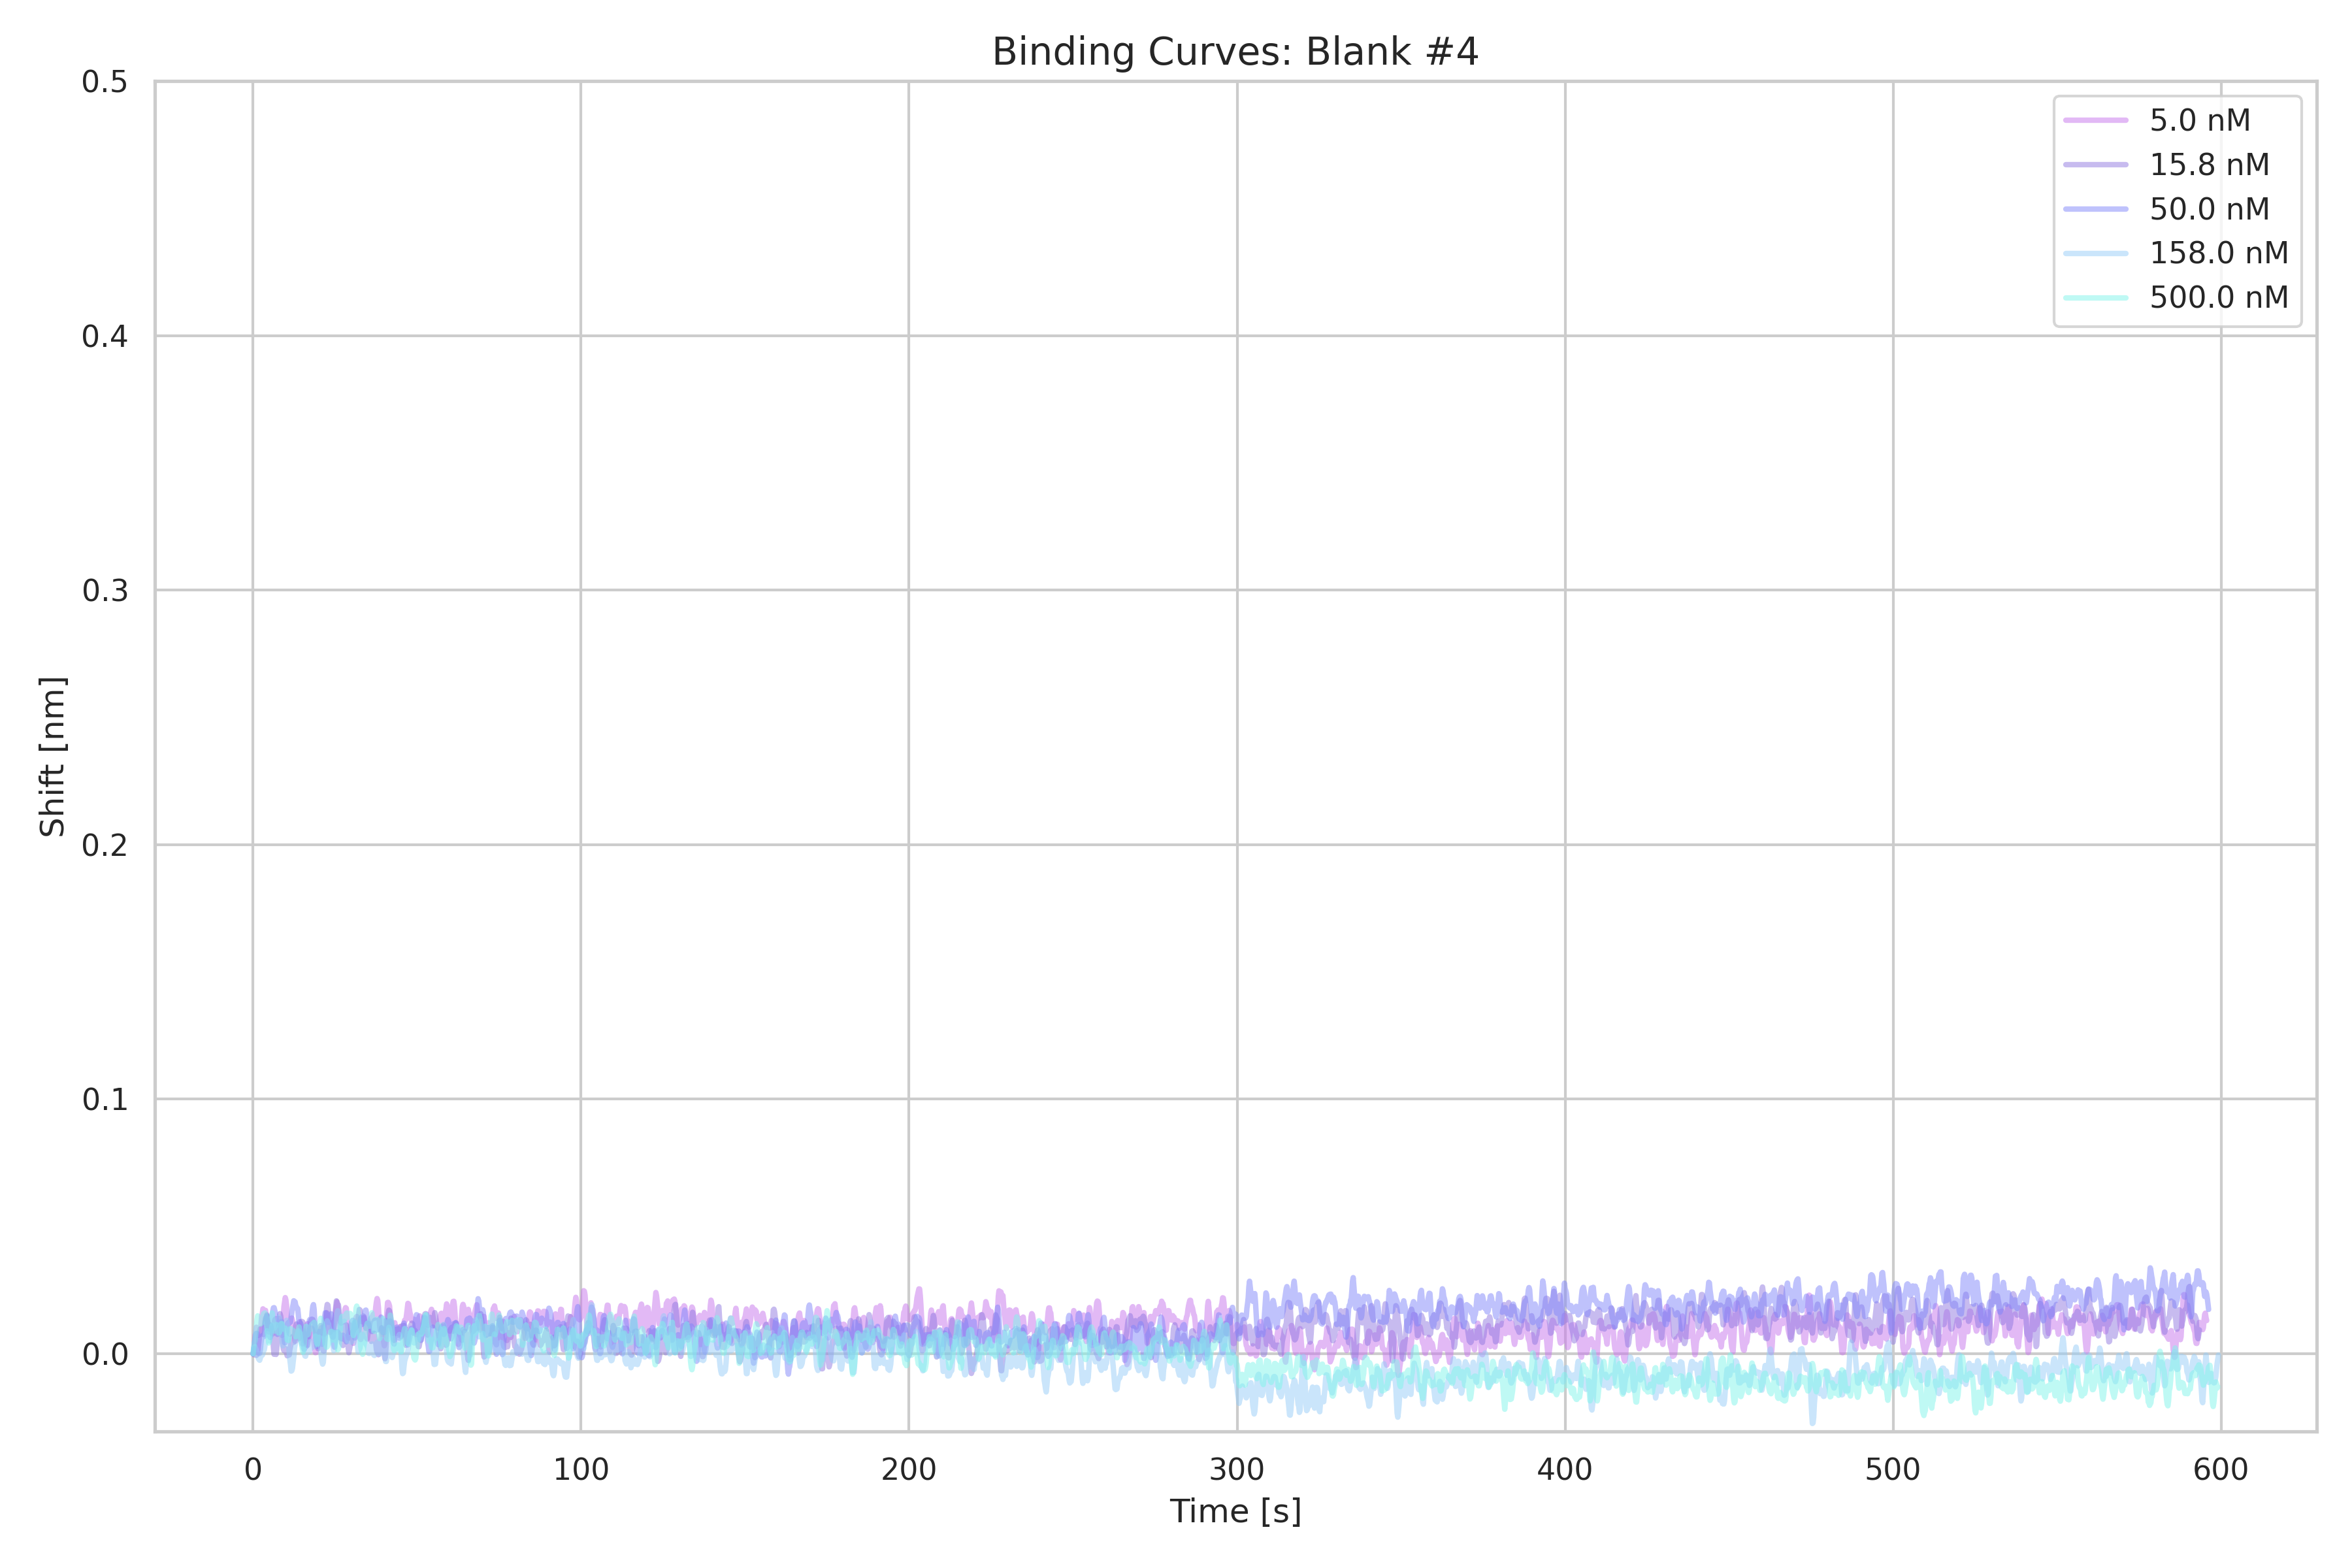 Binding Curves: Blank #4
0.5
0.4
0.3
0.2
0.1
0.0
Shift [nm]
5.0 nM
15.8 nM
50.0 nM
158.0 nM
500.0 nM
0 100 200 300 400 500 600
Time [s]